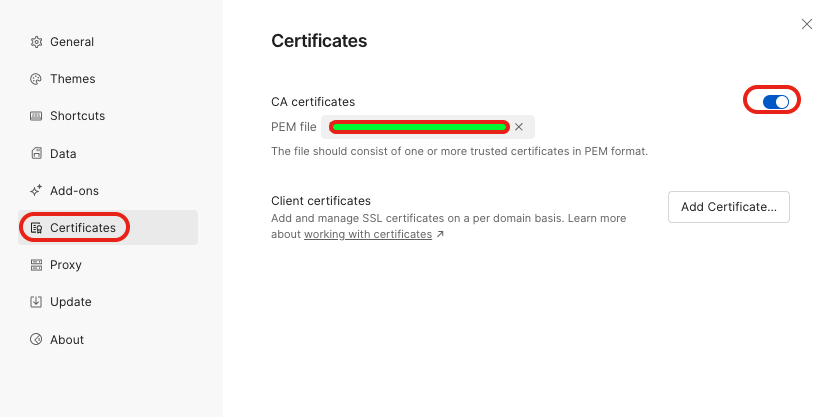 General
Themes
Shortcuts
Data
Add-ons
Certificates
Proxy
Update
About
Certificates
CA certificates
PEM file
The file should consist of one or more trusted certificates in PEM format.
Client certificates
Add and manage SSL certificates on a per domain basis. Learn more
about working with certificates ↗
Add Certificate...